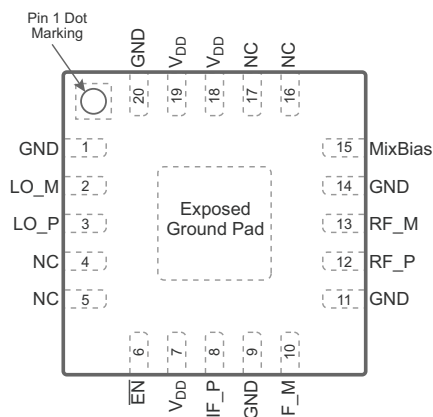 Pin 1 Dot
Marking
GND
VDD
VDD
NC
NC
20
19
18
17
16
GND 1
LO_M 2
LO_P 3
NC 4
NC 5
15 MixBias
14 GND
13 RF_M
12 RF_P
11 GND
Exposed
Ground Pad
6
7
8
9
10
EN
VDD
IF_P
GND
F_M